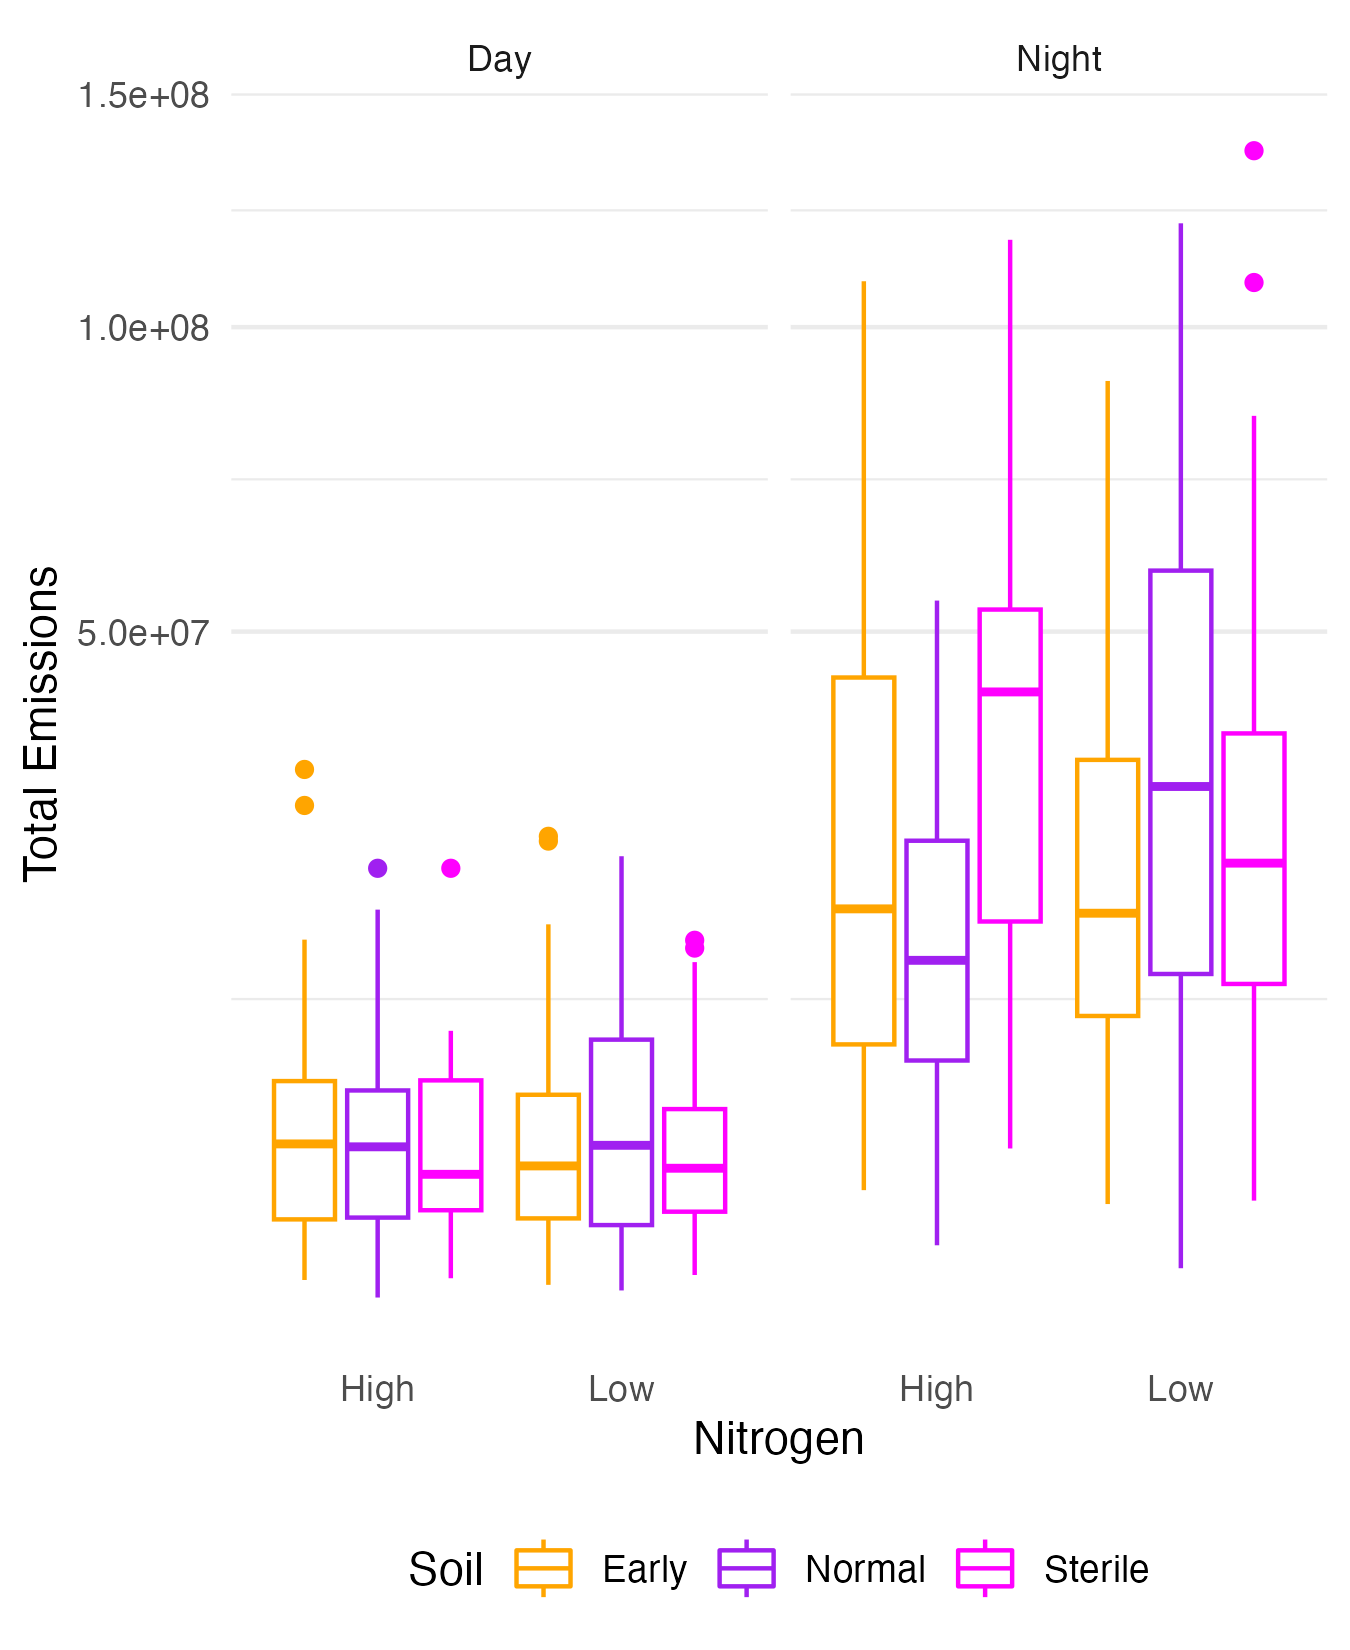 Day Night
1.5e+08
1.0e+08
5.0e+07
Total Emissions
High Low High Low
Nitrogen
Soil Early Normal Sterile